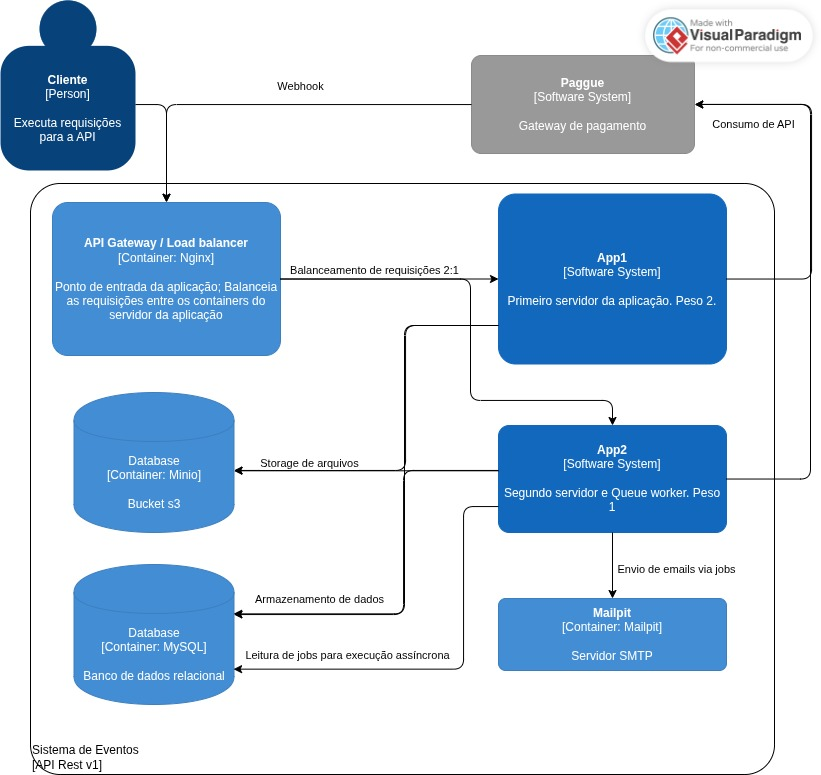 Made with
VisualParadigm
For non-commercial use
Cliente
[Person]
Executa requisições
para a API
Webhook
Paggue
[Software System]
Gateway de pagamento
Consumo de API
API Gateway / Load balancer
[Container: Nginx]
Ponto de entrada da aplicação; Balanceia
as requisições entre os containers do
servidor da aplicação
Balanceamento de requisições 2:1
App1
[Software System]
Primeiro servidor da aplicação. Peso 2.
Database
[Container: Minio]
Bucket s3
Storage de arquivos
App2
[Software System]
Segundo servidor e Queue worker. Peso
1
Envio de emails via jobs
Armazenamento de dados
Database
[Container: MySQL]
Banco de dados relacional
Leitura de jobs para execução assíncrona
Mailpit
[Container: Mailpit]
Servidor SMTP
Sistema de Eventos
[API Rest v1]